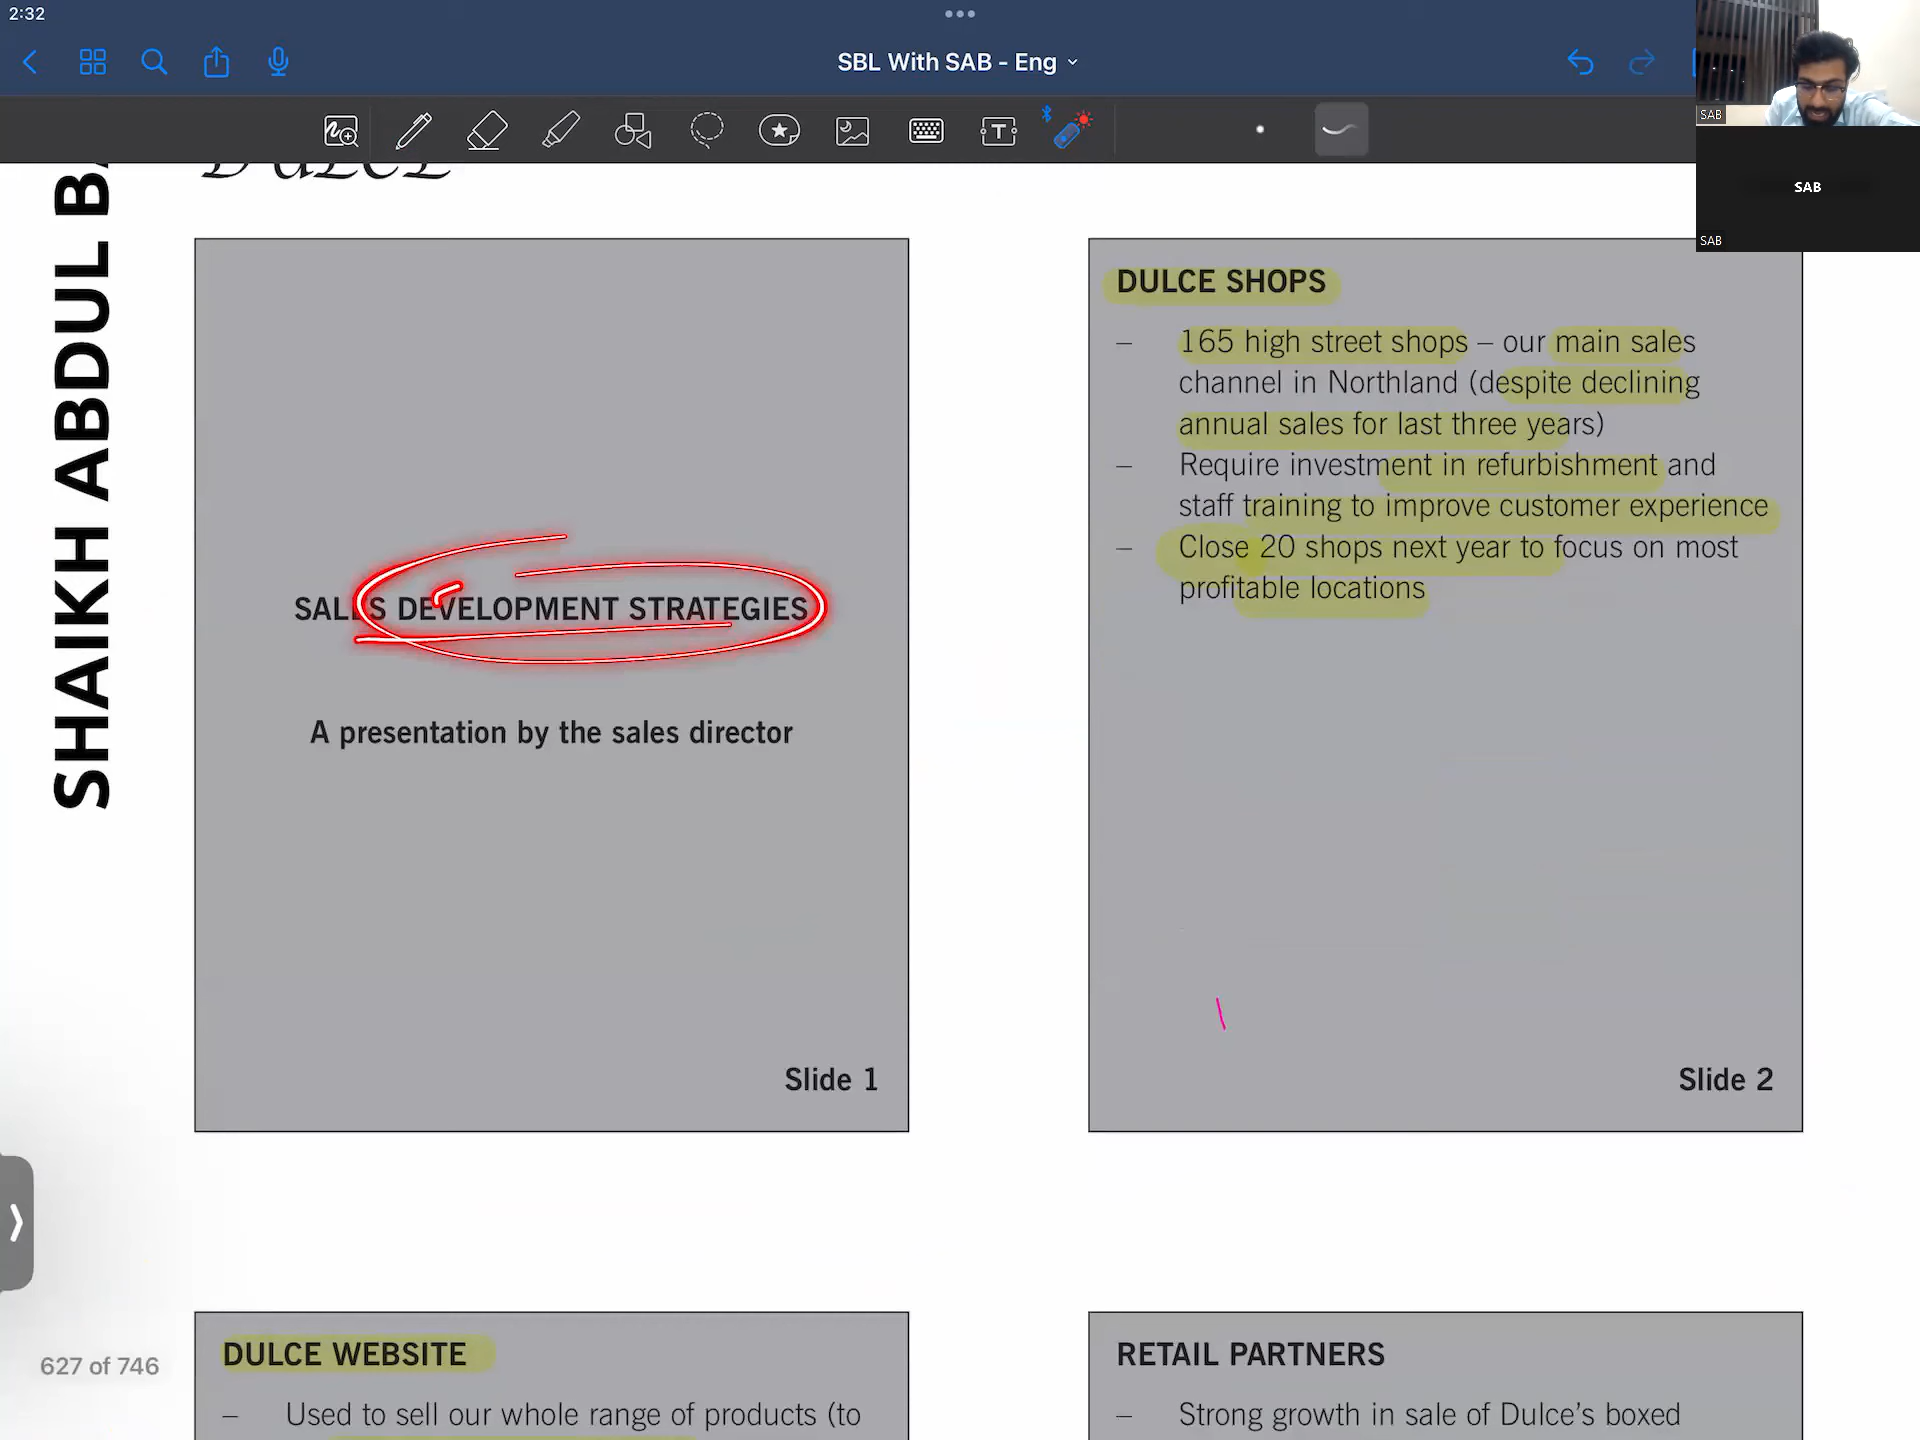 2:32
SBL With SAB - Eng
SAB
SAB
SAB
SHAIKH ABDUL BA
DULCE
SALES DEVELOPMENT STRATEGIES
A presentation by the sales director
Slide 1
DULCE SHOPS
– 165 high street shops – our main sales
channel in Northland (despite declining
annual sales for last three years)
– Require investment in refurbishment and
staff training to improve customer experience
– Close 20 shops next year to focus on most
profitable locations
Slide 2
DULCE WEBSITE
– Used to sell our whole range of products (to
RETAIL PARTNERS
– Strong growth in sale of Dulce's boxed
627 of 746